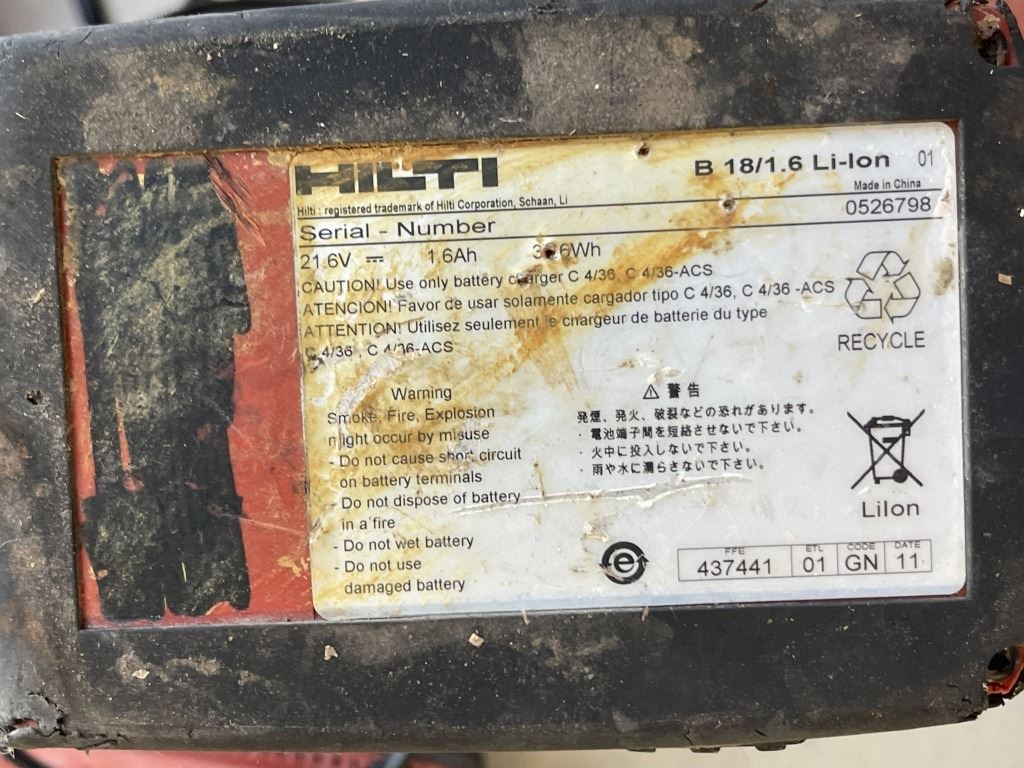 HILTI
B 18/1.6 Li-Ion 01
Hilti : registered trademark of Hilti Corporation, Schaan, Li
Made in China
Serial - Number
0526798
21.6V ⎓ 1.6Ah
CAUTION! Use only battery charger C 4/36, C 4/36-ACS
ATENCION! Favor de usar solamente cargador tipo C 4/36, C 4/36 -ACS
ATTENTION! Utilisez seulement le chargeur de batterie du type
C 4/36 , C 4/36-ACS
RECYCLE
Warning
Smoke, Fire, Explosion
might occur by misuse
- Do not cause short circuit
on battery terminals
- Do not dispose of battery
in a fire
- Do not wet battery
- Do not use
damaged battery
⚠ 警告
発煙、発火、破裂などの恐れがあります。
・電池端子間を短絡させないで下さい。
・火中に投入しないで下さい。
・雨や水に濡らさないで下さい。
LiIon
e
FFE ETL CODE DATE
437441 01 GN 11